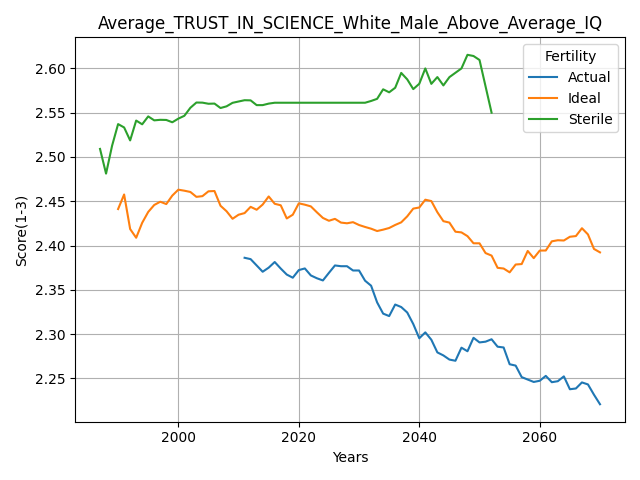 Average_TRUST_IN_SCIENCE_White_Male_Above_Average_IQ
Fertility
Actual
Ideal
Sterile
Score(1-3)
2.60
2.55
2.50
2.45
2.40
2.35
2.30
2.25
2000 2020 2040 2060
Years